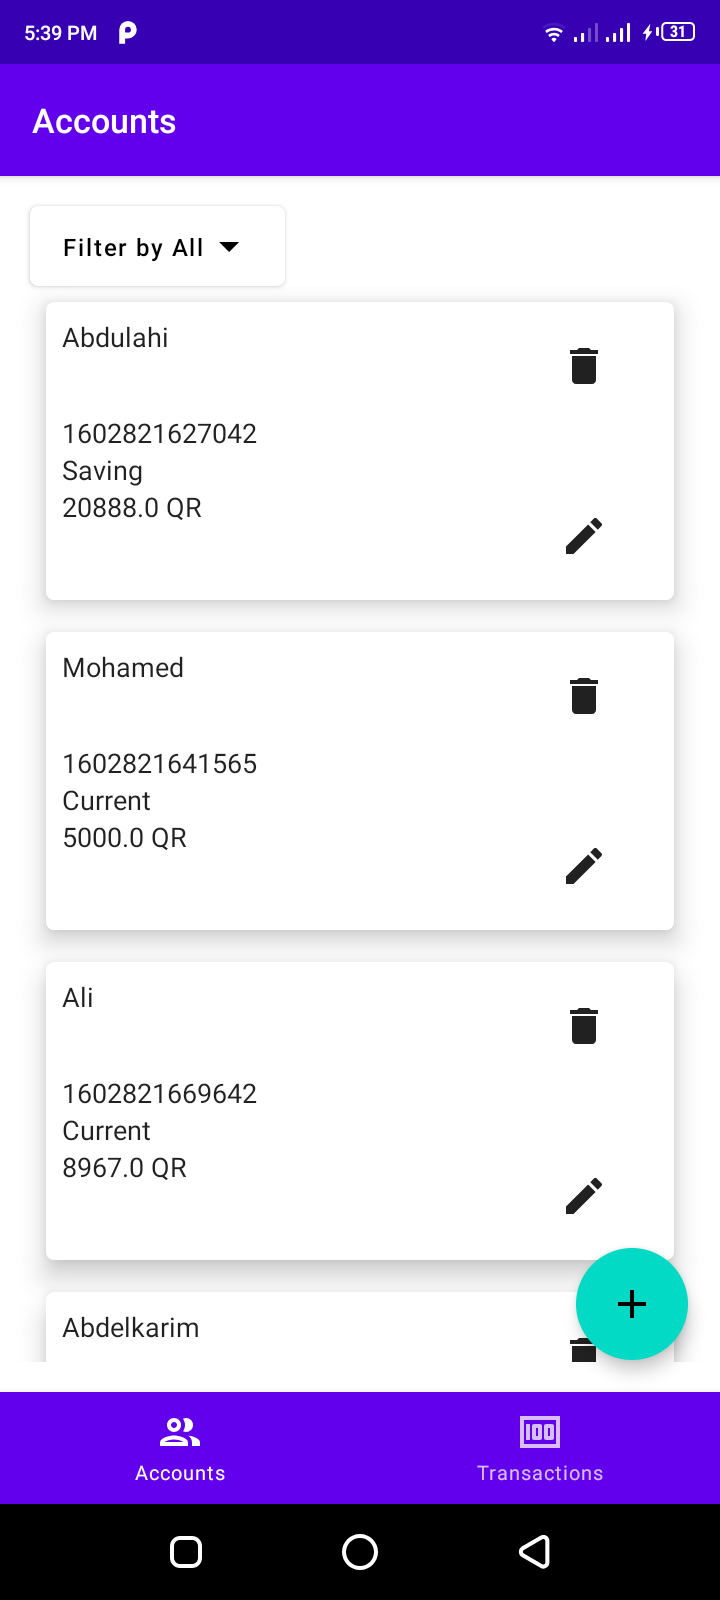 5:39 PM
31
Accounts
Filter by All
Abdulahi
1602821627042
Saving
20888.0 QR
Mohamed
1602821641565
Current
5000.0 QR
Ali
1602821669642
Current
8967.0 QR
Abdelkarim
100
Accounts
Transactions